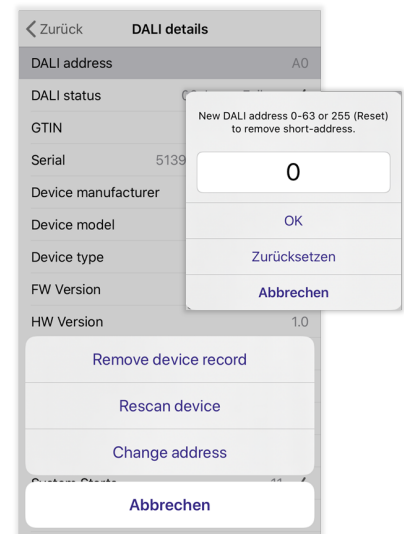 Zurück DALI details
DALI address A0
DALI status
GTIN
Serial 5139
Device manufacturer
Device model
Device type
FW Version
HW Version 1.0
New DALI address 0-63 or 255 (Reset)
to remove short-address.
0
OK
Zurücksetzen
Abbrechen
Remove device record
Rescan device
Change address
Abbrechen